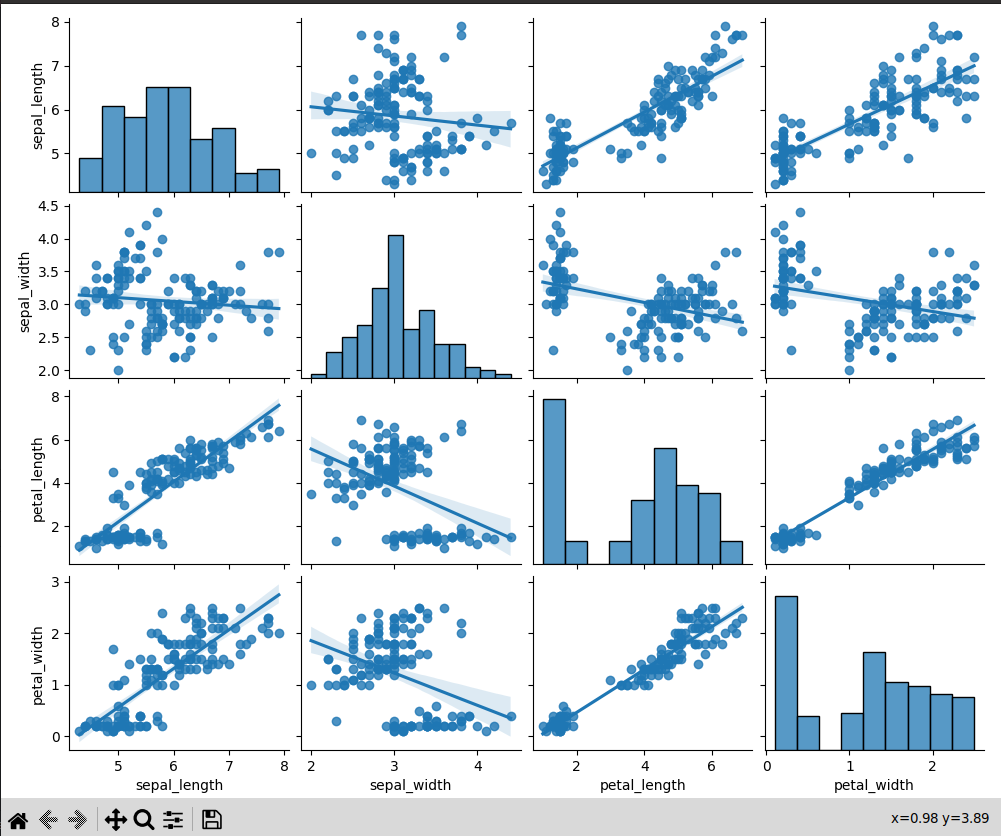 8
7
6
5
sepal_length
4.5
4.0
3.5
3.0
2.5
2.0
sepal_width
8
6
4
2
petal_length
3
2
1
0
petal_width
5 6 7 8
sepal_length
2 3 4
sepal_width
2 4 6
petal_length
0 1 2
petal_width
x=0.98 y=3.89